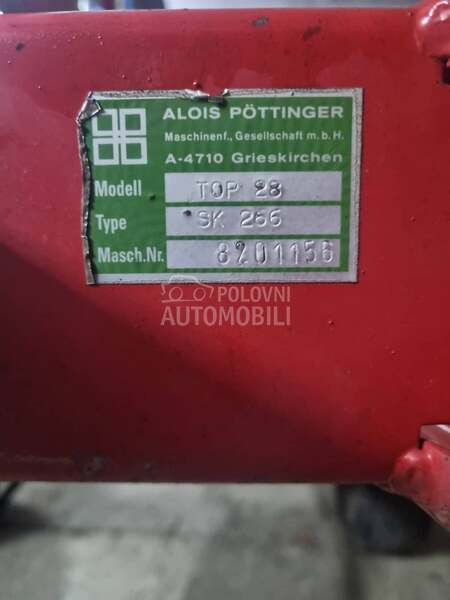 ALOIS PÖTTINGER
Maschinenf., Gesellschaft m.b.H.
A-4710 Grieskirchen
Modell TOP 28
Type SK 266
Masch.Nr. 8201156
POLOVNI
AUTOMOBILI